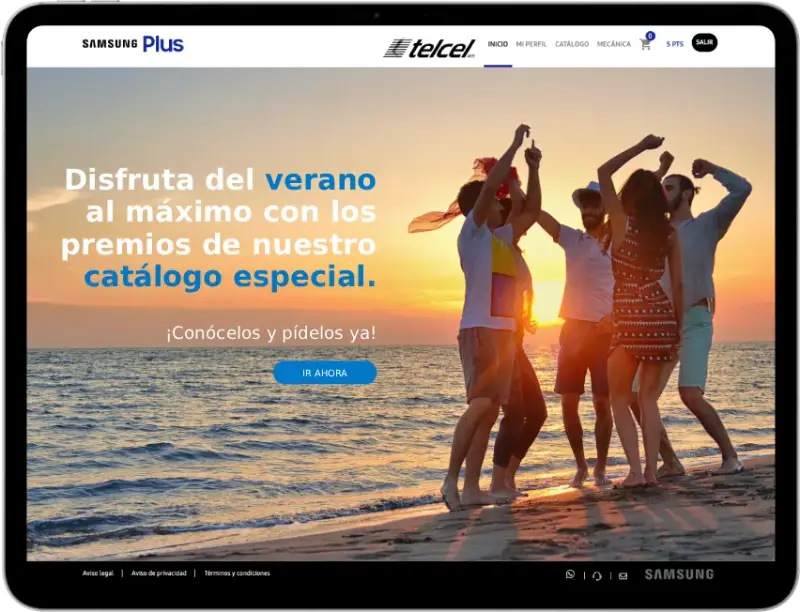 SAMSUNG Plus
telcel
INICIO
MI PERFIL
CATÁLOGO
MECÁNICA
0
5 PTS
SALIR
Disfruta del verano
al máximo con los
premios de nuestro
catálogo especial.
¡Conócelos y pídelos ya!
IR AHORA
Aviso legal | Aviso de privacidad | Términos y condiciones
SAMSUNG